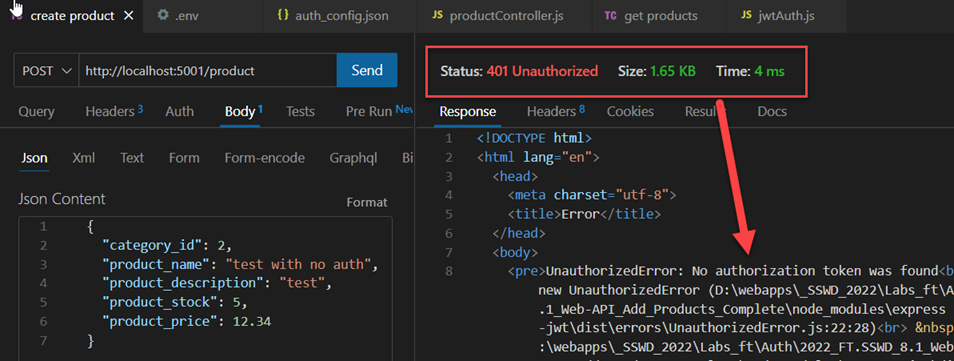 create product
.env
{} auth_config.json
JS productController.js
TC get products
JS jwtAuth.js
POST http://localhost:5001/product Send
Query Headers 3 Auth Body 1 Tests Pre Run New
Json Xml Text Form Form-encode Graphql Bi
Json Content
Format
1 {
2 "category_id": 2,
3 "product_name": "test with no auth",
4 "product_description": "test",
5 "product_stock": 5,
6 "product_price": 12.34
7 }
Status: 401 Unauthorized Size: 1.65 KB Time: 4 ms
Response Headers 8 Cookies Docs
1 <!DOCTYPE html>
2 <html lang="en">
3 <head>
4 <meta charset="utf-8">
5 <title>Error</title>
6 </head>
7 <body>
8 <pre>UnauthorizedError: No authorization token was found<b
new UnauthorizedError (D:\webapps\_SSWD_2022\Labs_ft\A
.1_Web-API_Add_Products_Complete\node_modules\express
-jwt\dist\errors\UnauthorizedError.js:22:28)<br> &nbsp
:\webapps\_SSWD_2022\Labs_ft\Auth\2022_FT.SSWD_8.1_Web